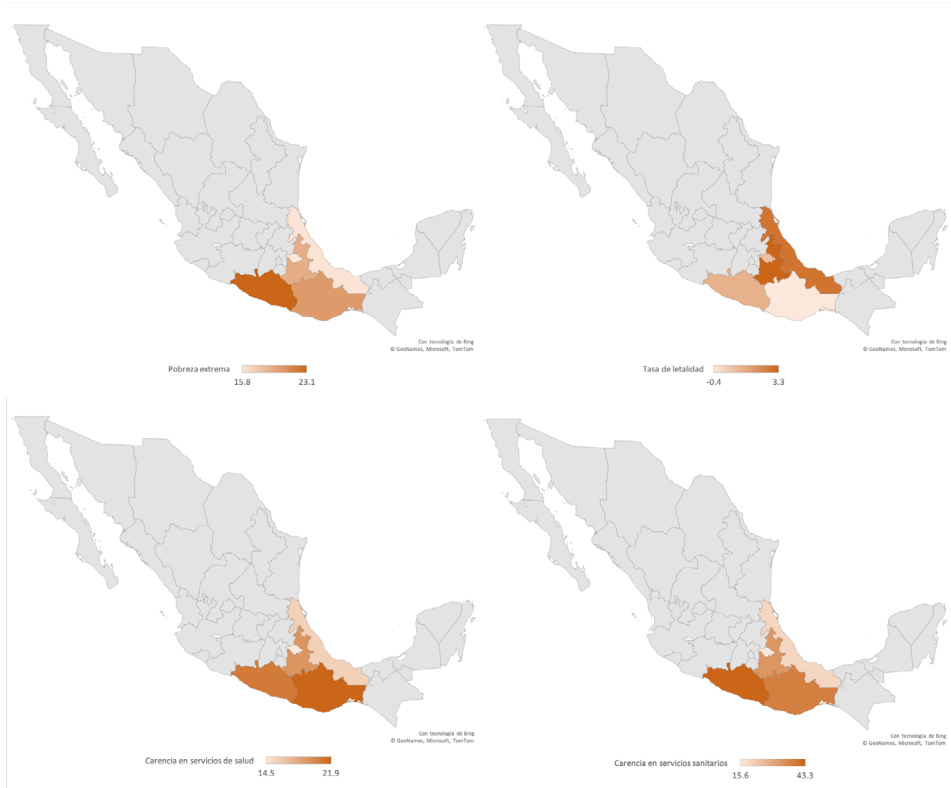 Con tecnología de Bing
© GeoNames, Microsoft, TomTom
Pobreza extrema
15.8 23.1
Con tecnología de Bing
© GeoNames, Microsoft, TomTom
Tasa de letalidad
-0.4 3.3
Con tecnología de Bing
© GeoNames, Microsoft, TomTom
Carencia en servicios de salud
14.5 21.9
Con tecnología de Bing
© GeoNames, Microsoft, TomTom
Carencia en servicios sanitarios
15.6 43.3